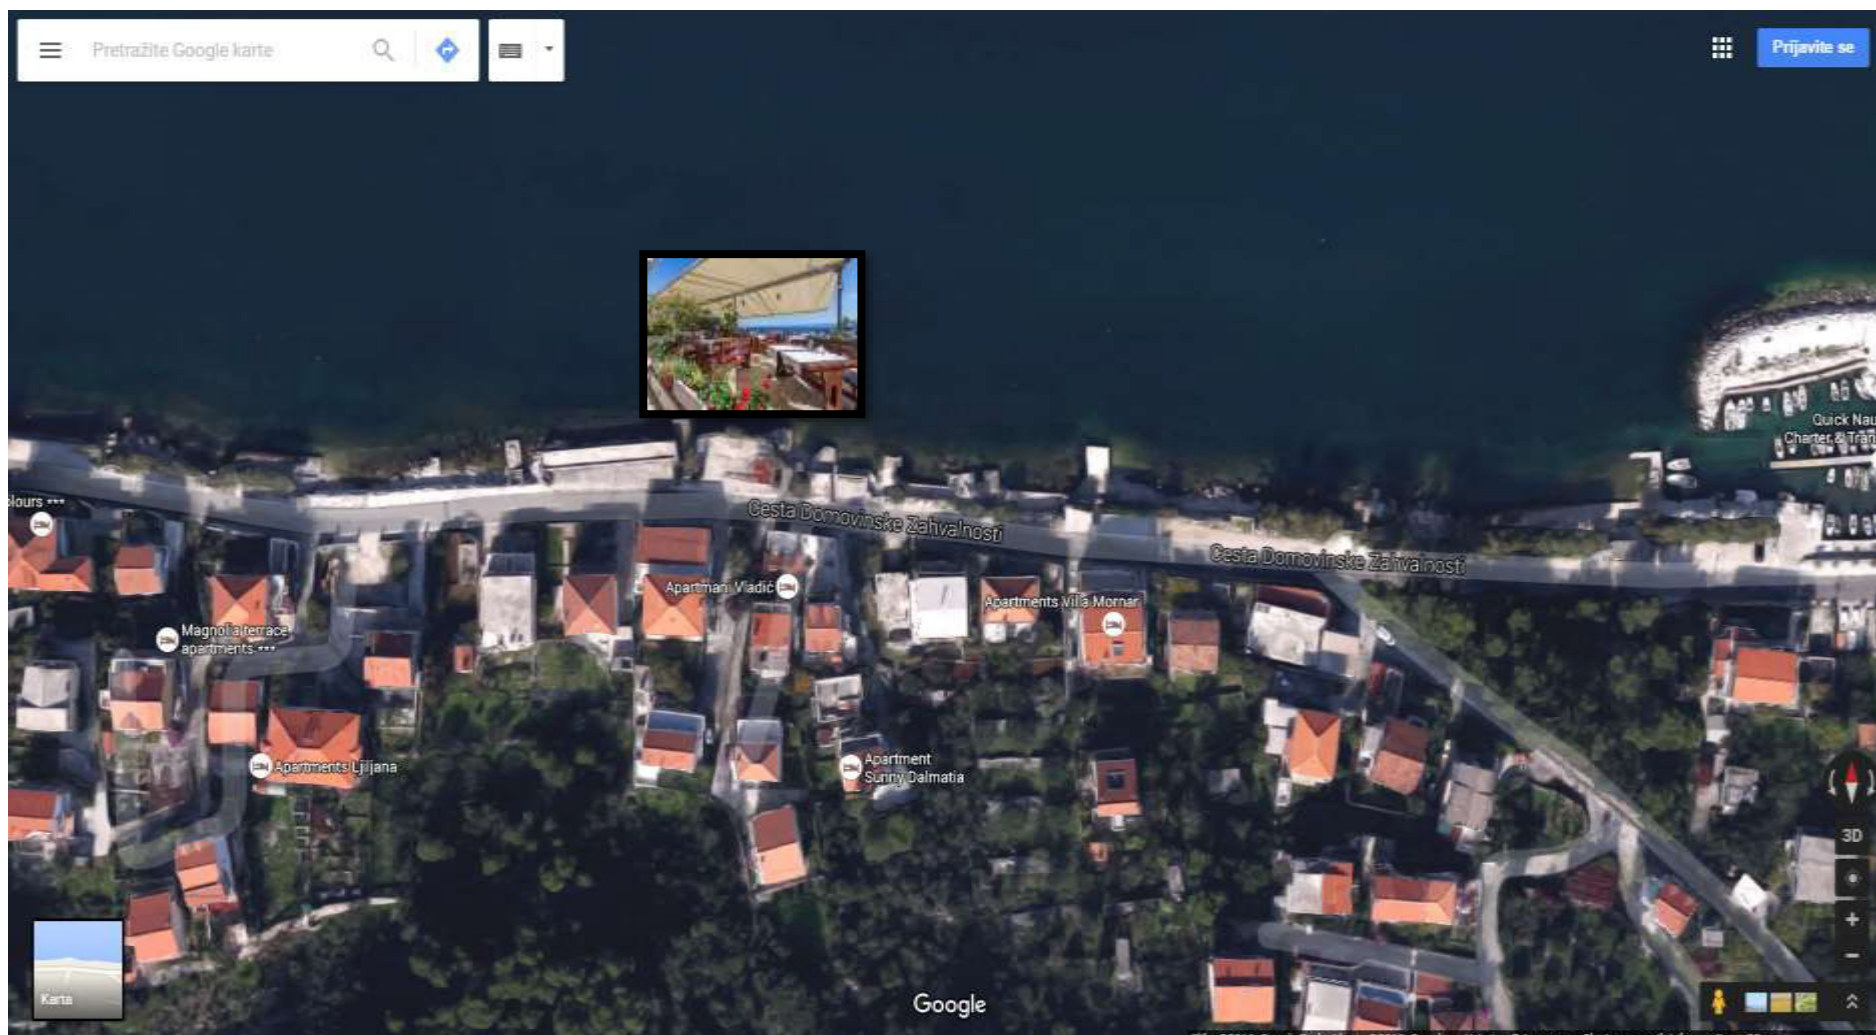 Pretražite Google karte
Prijavite se
Quick Nau
Charter & Tran
lours ***
Cesta Domovinske Zahvalnosti
Cesta Domovinske Zahvalnosti
Apartman Vladić
Apartments Villa Mornar
Magnolia terrace
apartments ***
Apartments Ljiljana
Apartment
Sunny Dalmatia
3D
Karta
Google